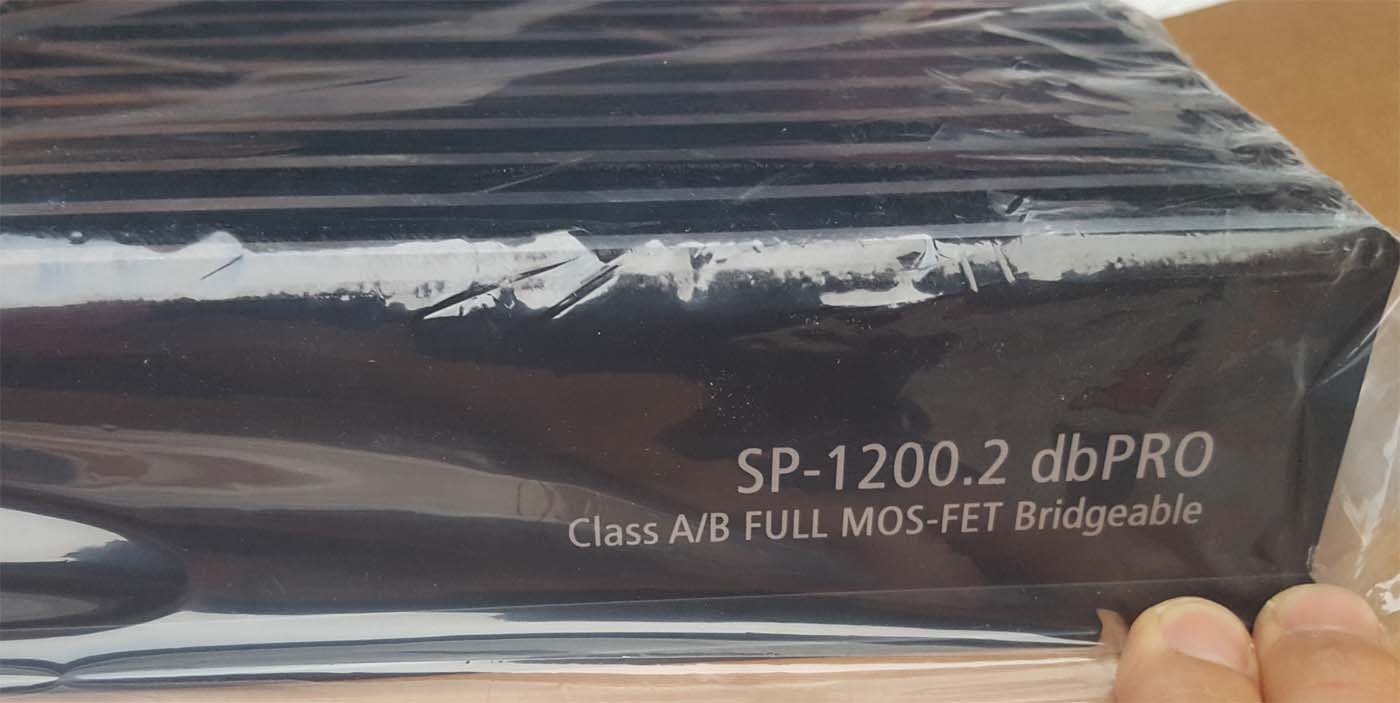 SP-1200.2 dbPRO
Class A/B FULL MOS-FET Bridgeable